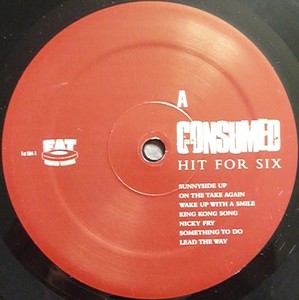 A
CONSUMED
HIT FOR SIX
FAT
SUNNYSIDE UP
ON THE TAKE AGAIN
WAKE UP WITH A SMILE
KING KONG SONG
NICKY FRY
SOMETHING TO DO
LEAD THE WAY